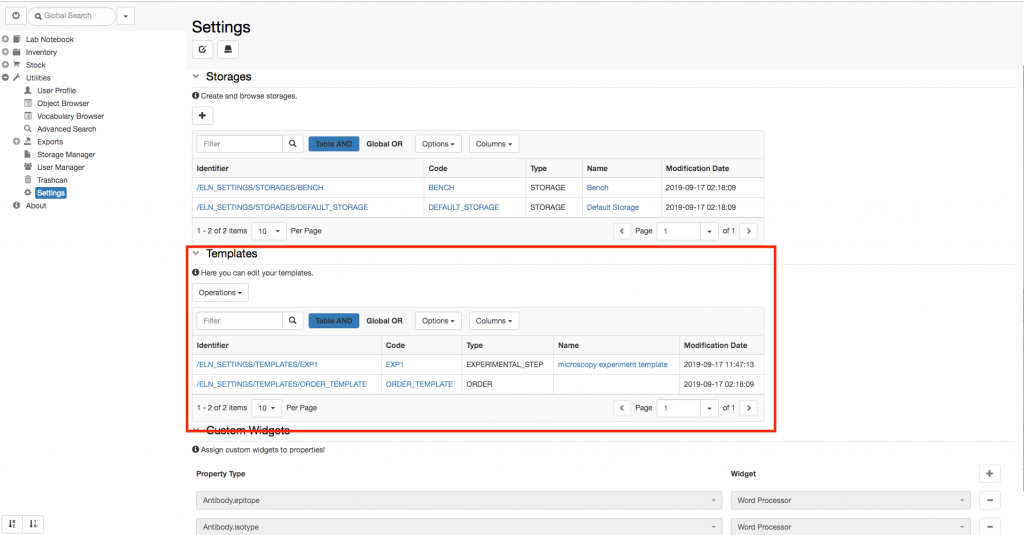 Global Search
Settings
Lab Notebook
Inventory
Stock
Utilities
User Profile
Object Browser
Vocabulary Browser
Advanced Search
Exports
Storage Manager
User Manager
Trashcan
Settings
About
Storages
Create and browse storages.
Filter Table AND Global OR Options Columns
Identifier Code Type Name Modification Date
/ELN_SETTINGS/STORAGES/BENCH BENCH STORAGE Bench 2019-09-17 02:18:09
/ELN_SETTINGS/STORAGES/DEFAULT_STORAGE DEFAULT_STORAGE STORAGE Default Storage 2019-09-17 02:18:09
1 - 2 of 2 items 10 Per Page Page 1 of 1
Templates
Here you can edit your templates.
Operations
Filter Table AND Global OR Options Columns
Identifier Code Type Name Modification Date
/ELN_SETTINGS/TEMPLATES/EXP1 EXP1 EXPERIMENTAL_STEP microscopy experiment template 2019-09-17 11:47:13
/ELN_SETTINGS/TEMPLATES/ORDER_TEMPLATE ORDER_TEMPLATE ORDER 2019-09-17 02:18:09
1 - 2 of 2 items 10 Per Page Page 1 of 1
Custom Widgets
Assign custom widgets to properties!
Property Type Widget
Antibody.epitope Word Processor
Antibody.isotype Word Processor